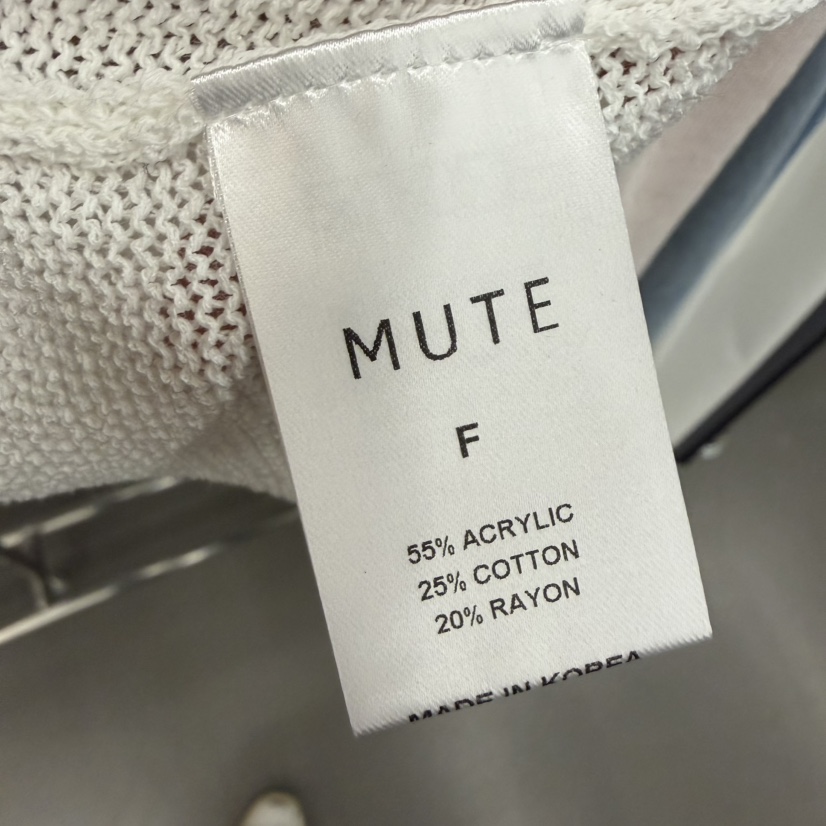 MUTE
F
55% ACRYLIC
25% COTTON
20% RAYON
MADE IN KOREA